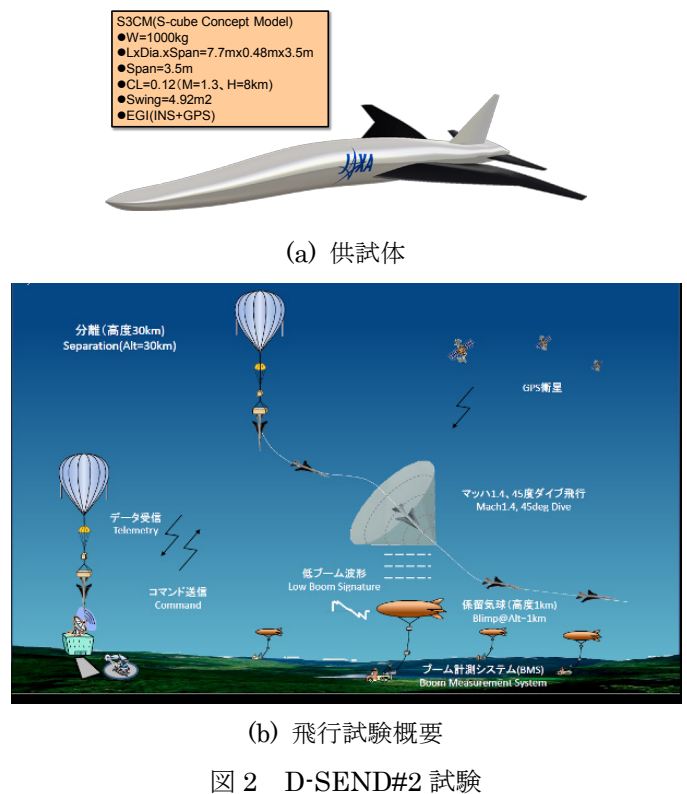 S3CM(S-cube Concept Model)
●W=1000kg
●LxDia.xSpan=7.7mx0.48mx3.5m
●Span=3.5m
●CL=0.12(M=1.3、H=8km)
●Swing=4.92m2
●EGI(INS+GPS)
JAXA
(a) 供試体
分離(高度30km)
Separation(Alt=30km)
GPS衛星
マッハ1.4、45度ダイブ飛行
Mach1.4, 45deg Dive
データ受信
Telemetry
コマンド送信
Command
低ブーム波形
Low Boom Signature
係留気球(高度1km)
Blimp@Alt=1km
ブーム計測システム(BMS)
Boom Measurement System
(b) 飛行試験概要
図 2 D-SEND#2 試験